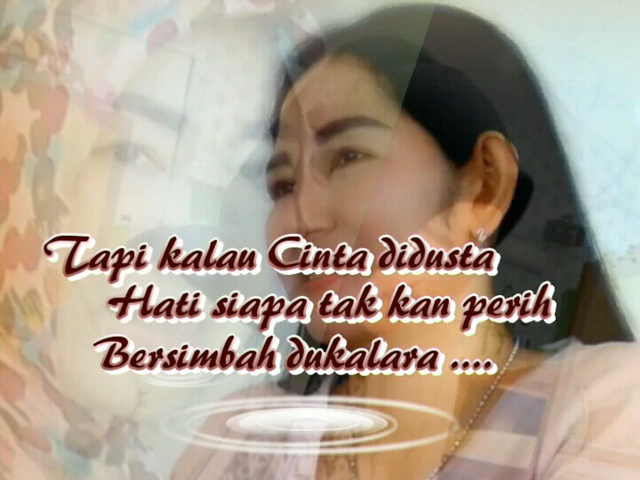 Tapi kalau Cinta didusta
Hati siapa tak kan perih
Bersimbah dukalara ....